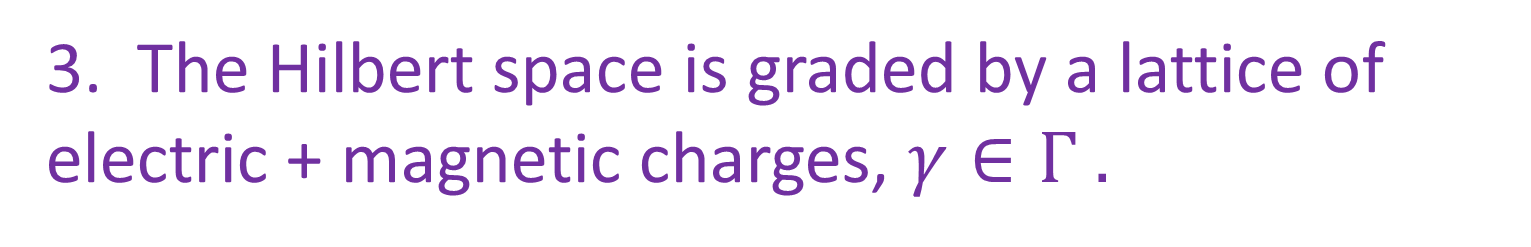 3. The Hilbert space is graded by a lattice of
electric + magnetic charges, γ ∈ Γ .